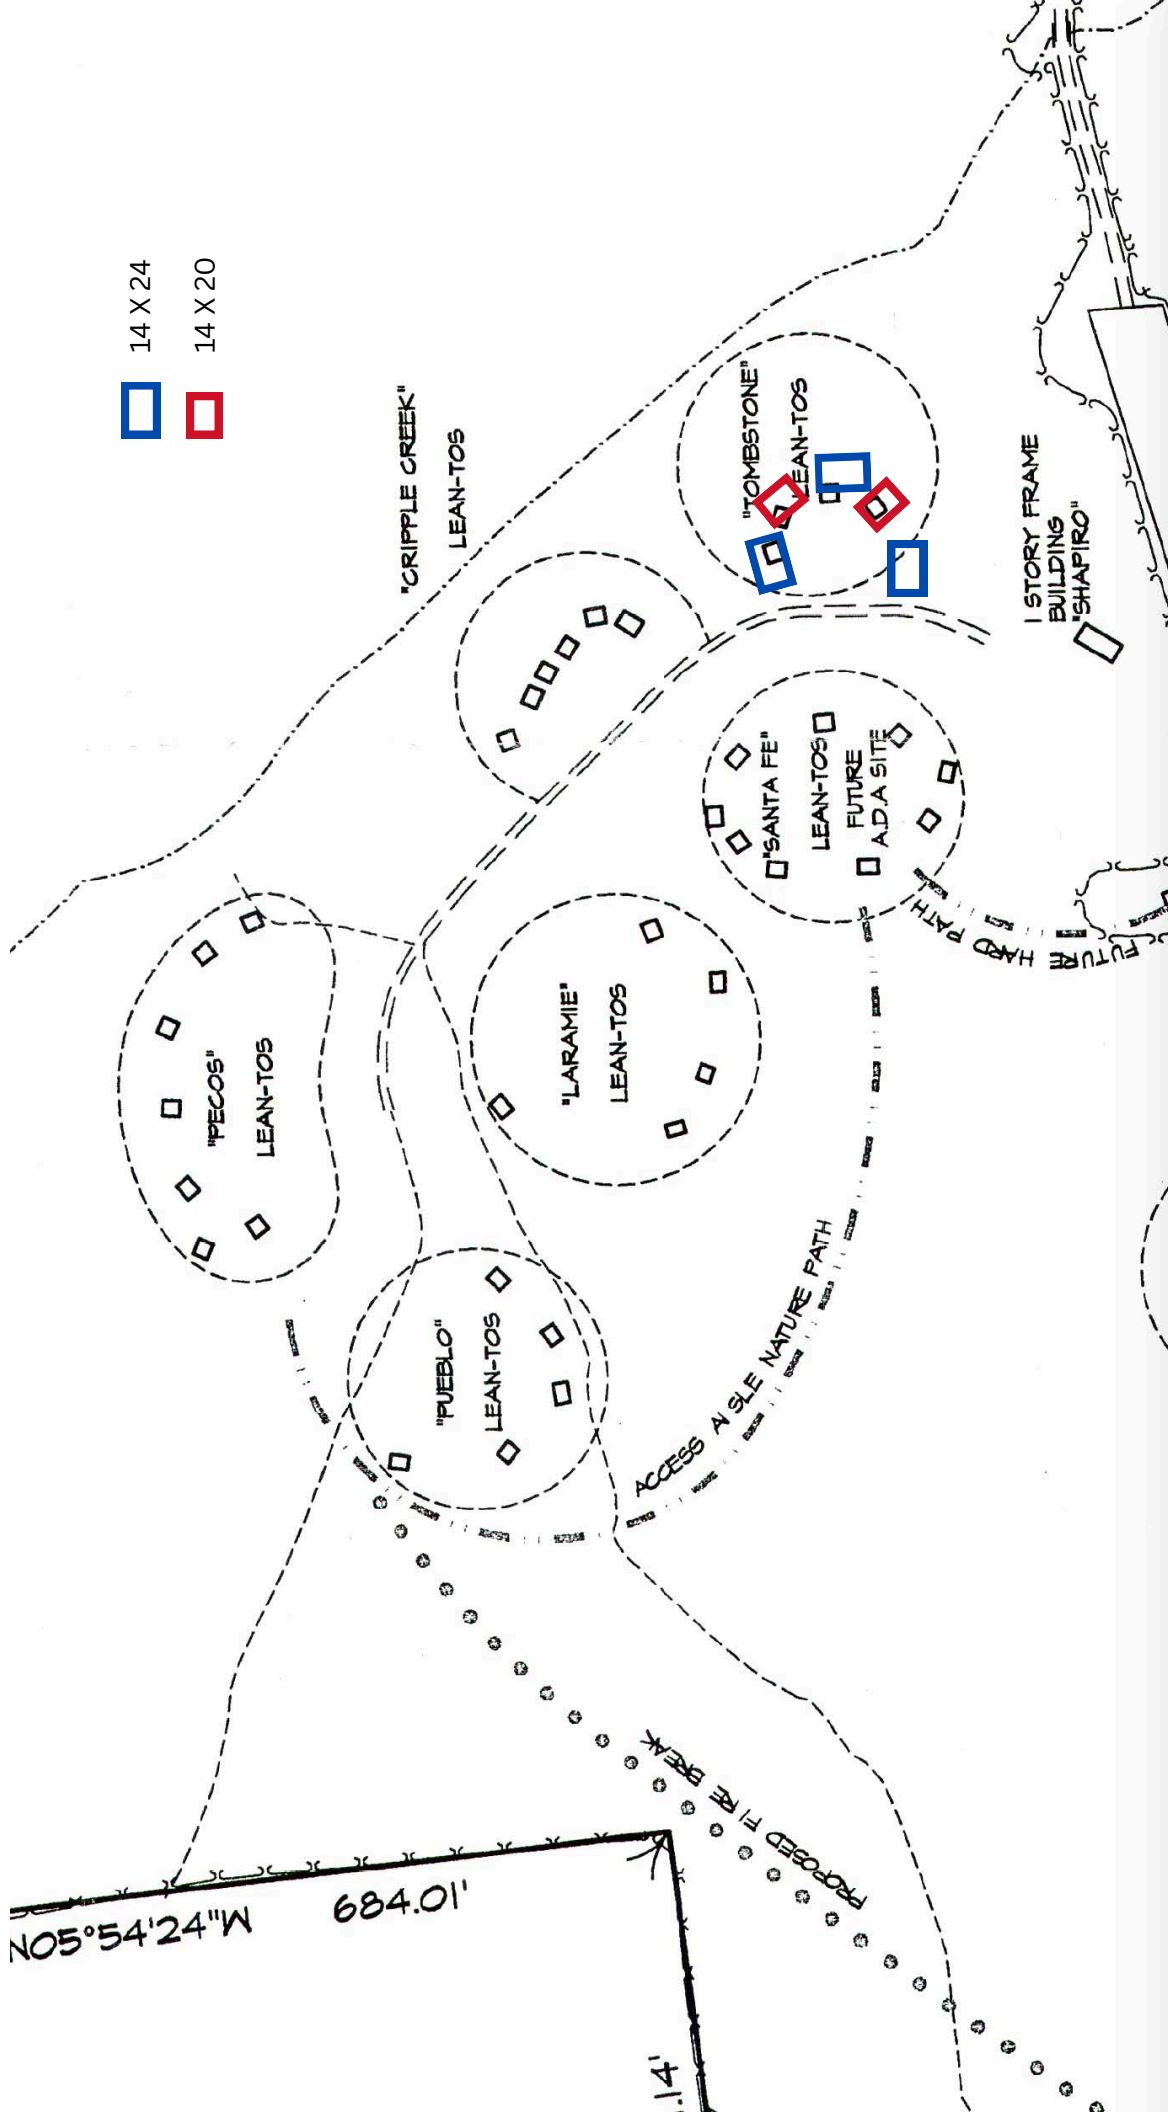 14 X 24
14 X 20
"CRIPPLE CREEK"
LEAN-TOS
"TOMBSTONE"
LEAN-TOS
1 STORY FRAME
BUILDING
"SHAPIRO"
"SANTA FE"
LEAN-TOS
FUTURE
A.D.A SITE
FUTURE HARD PATH
"PECOS"
LEAN-TOS
"LARAMIE"
LEAN-TOS
"PUEBLO"
LEAN-TOS
ACCESS AISLE NATURE PATH
PROPOSED FIRE BREAK
N05°54'24"W
684.01'
.14'